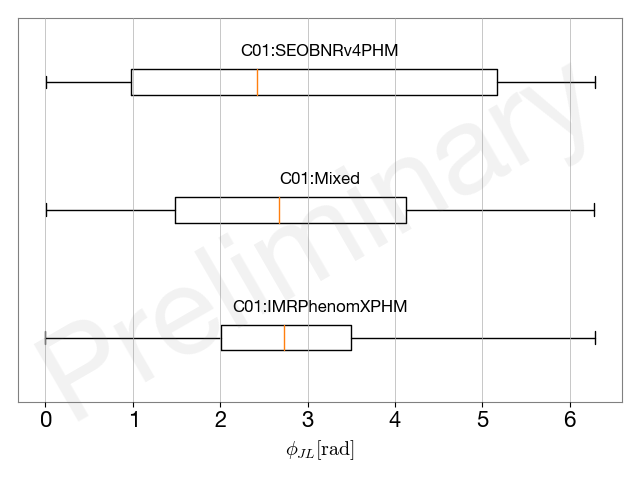 C01:SEOBNRv4PHM
C01:Mixed
C01:IMRPhenomXPHM
Preliminary
0 1 2 3 4 5 6
ϕ_JL[rad]